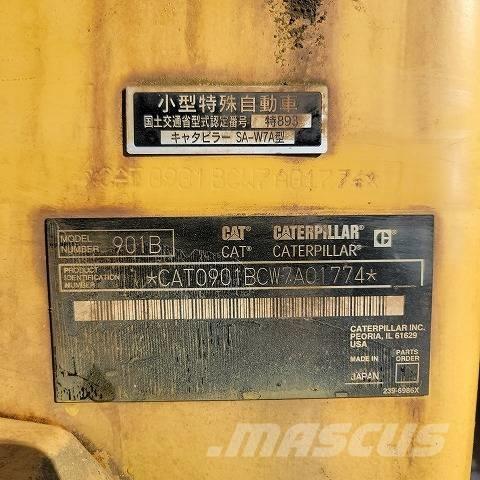 小型特殊自動車
国土交通省型式認定番号 特893
キャタピラー SA-W7A型
*CAT0901BCW7A01774*
MODEL NUMBER 901B
CAT CATERPILLAR
CAT® CATERPILLAR®
PRODUCT IDENTIFICATION NUMBER *CAT0901BCW7A01774*
CATERPILLAR INC.
PEORIA, IL 61629
USA
MADE IN
JAPAN
PARTS ORDER
239-6986X
MASCUS